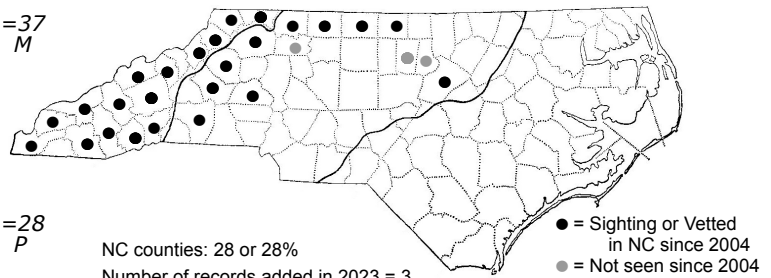 =37
M
=28
P
NC counties: 28 or 28%
Number of records added in 2023 = 3
= Sighting or Vetted
in NC since 2004
= Not seen since 2004